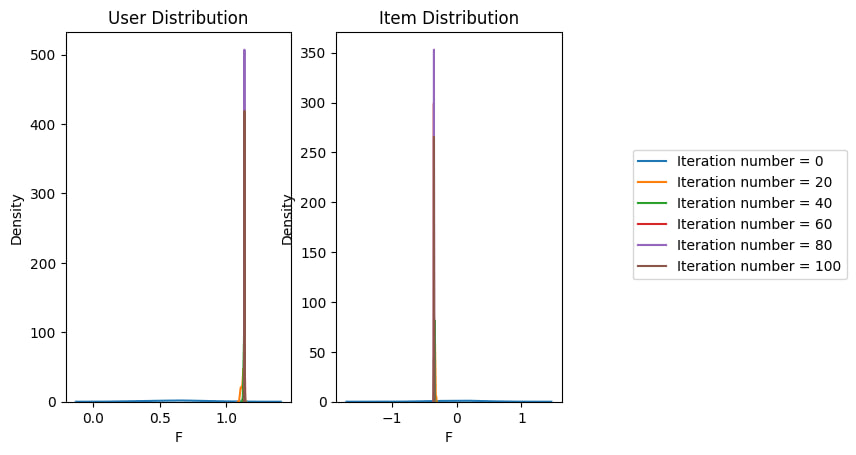 User Distribution
Item Distribution
500
400
300
200
100
0
Density
0.0
0.5
1.0
F
350
300
250
200
150
100
50
0
Density
−1
0
1
F
Iteration number = 0
Iteration number = 20
Iteration number = 40
Iteration number = 60
Iteration number = 80
Iteration number = 100